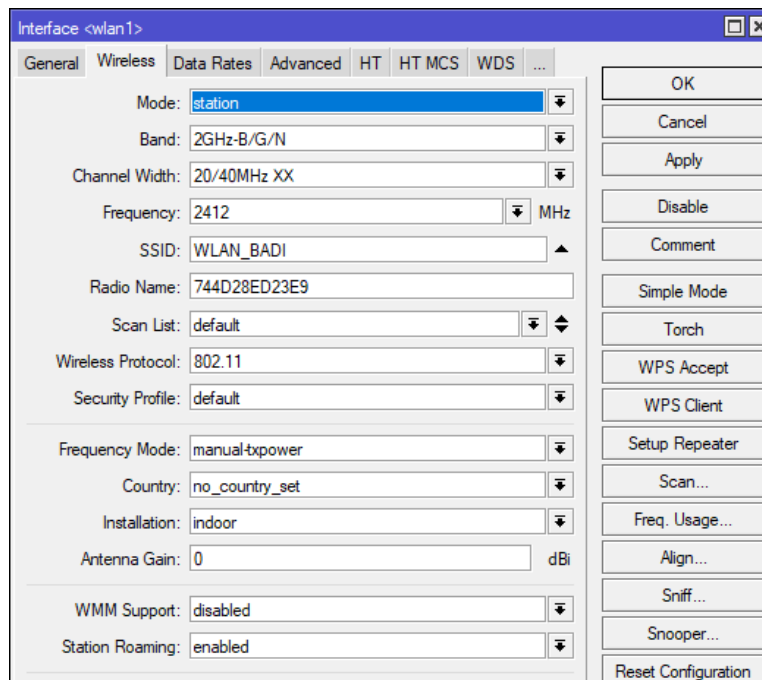 Interface <wlan1>
General Wireless Data Rates Advanced HT HT MCS WDS ...
Mode: station
Band: 2GHz-B/G/N
Channel Width: 20/40MHz XX
Frequency: 2412 MHz
SSID: WLAN_BADI
Radio Name: 744D28ED23E9
Scan List: default
Wireless Protocol: 802.11
Security Profile: default
Frequency Mode: manual-txpower
Country: no_country_set
Installation: indoor
Antenna Gain: 0 dBi
WMM Support: disabled
Station Roaming: enabled
OK
Cancel
Apply
Disable
Comment
Simple Mode
Torch
WPS Accept
WPS Client
Setup Repeater
Scan...
Freq. Usage...
Align...
Sniff...
Snooper...
Reset Configuration